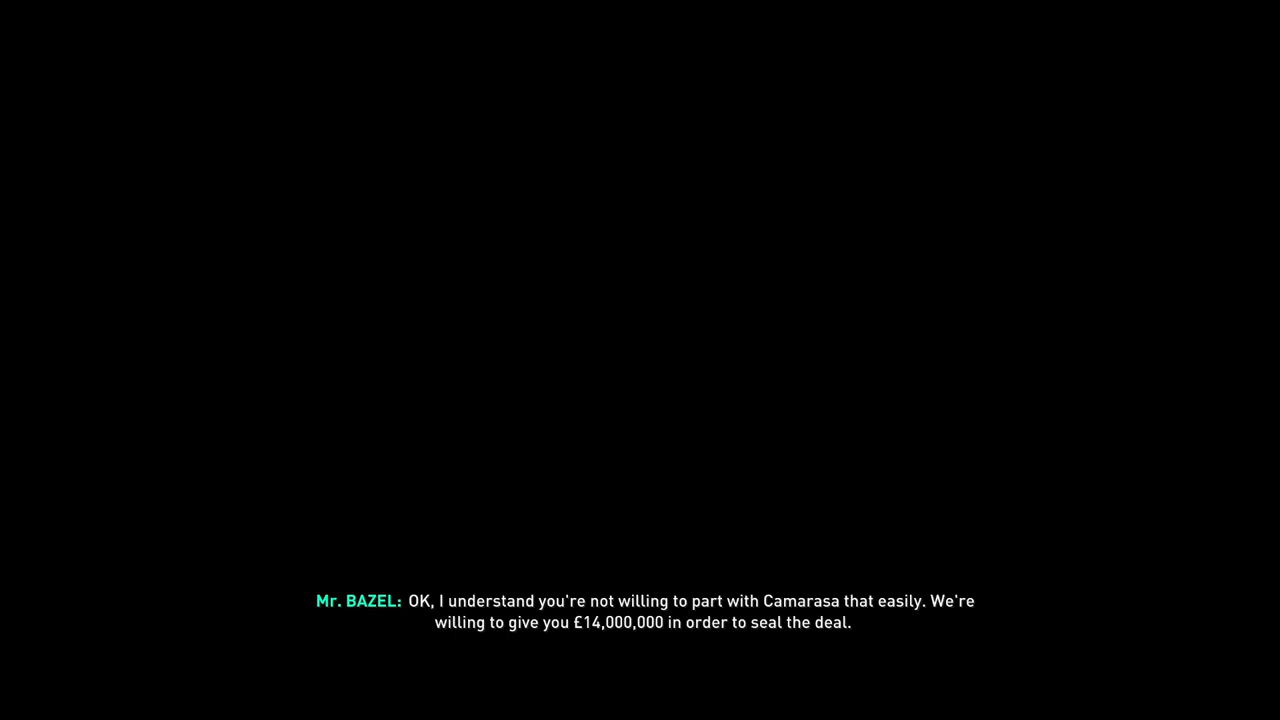 Mr. BAZEL: OK, I understand you're not willing to part with Camarasa that easily. We're
willing to give you £14,000,000 in order to seal the deal.